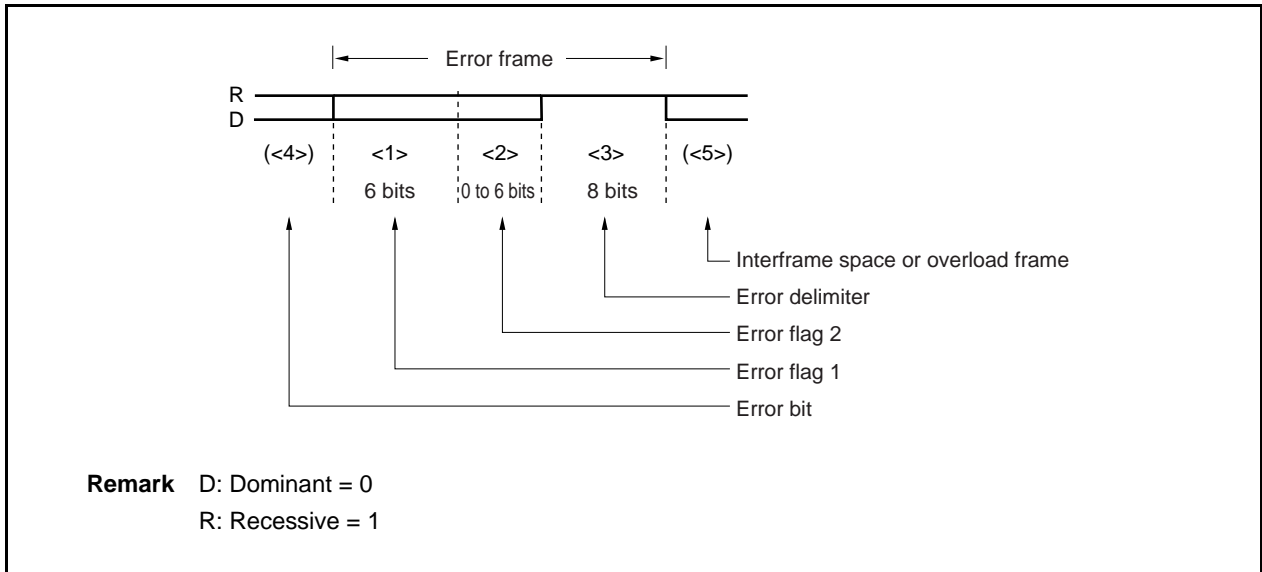 Error frame
R
D
(<4>) <1> <2> <3> (<5>)
6 bits 0 to 6 bits 8 bits
Interframe space or overload frame
Error delimiter
Error flag 2
Error flag 1
Error bit
Remark D: Dominant = 0
R: Recessive = 1